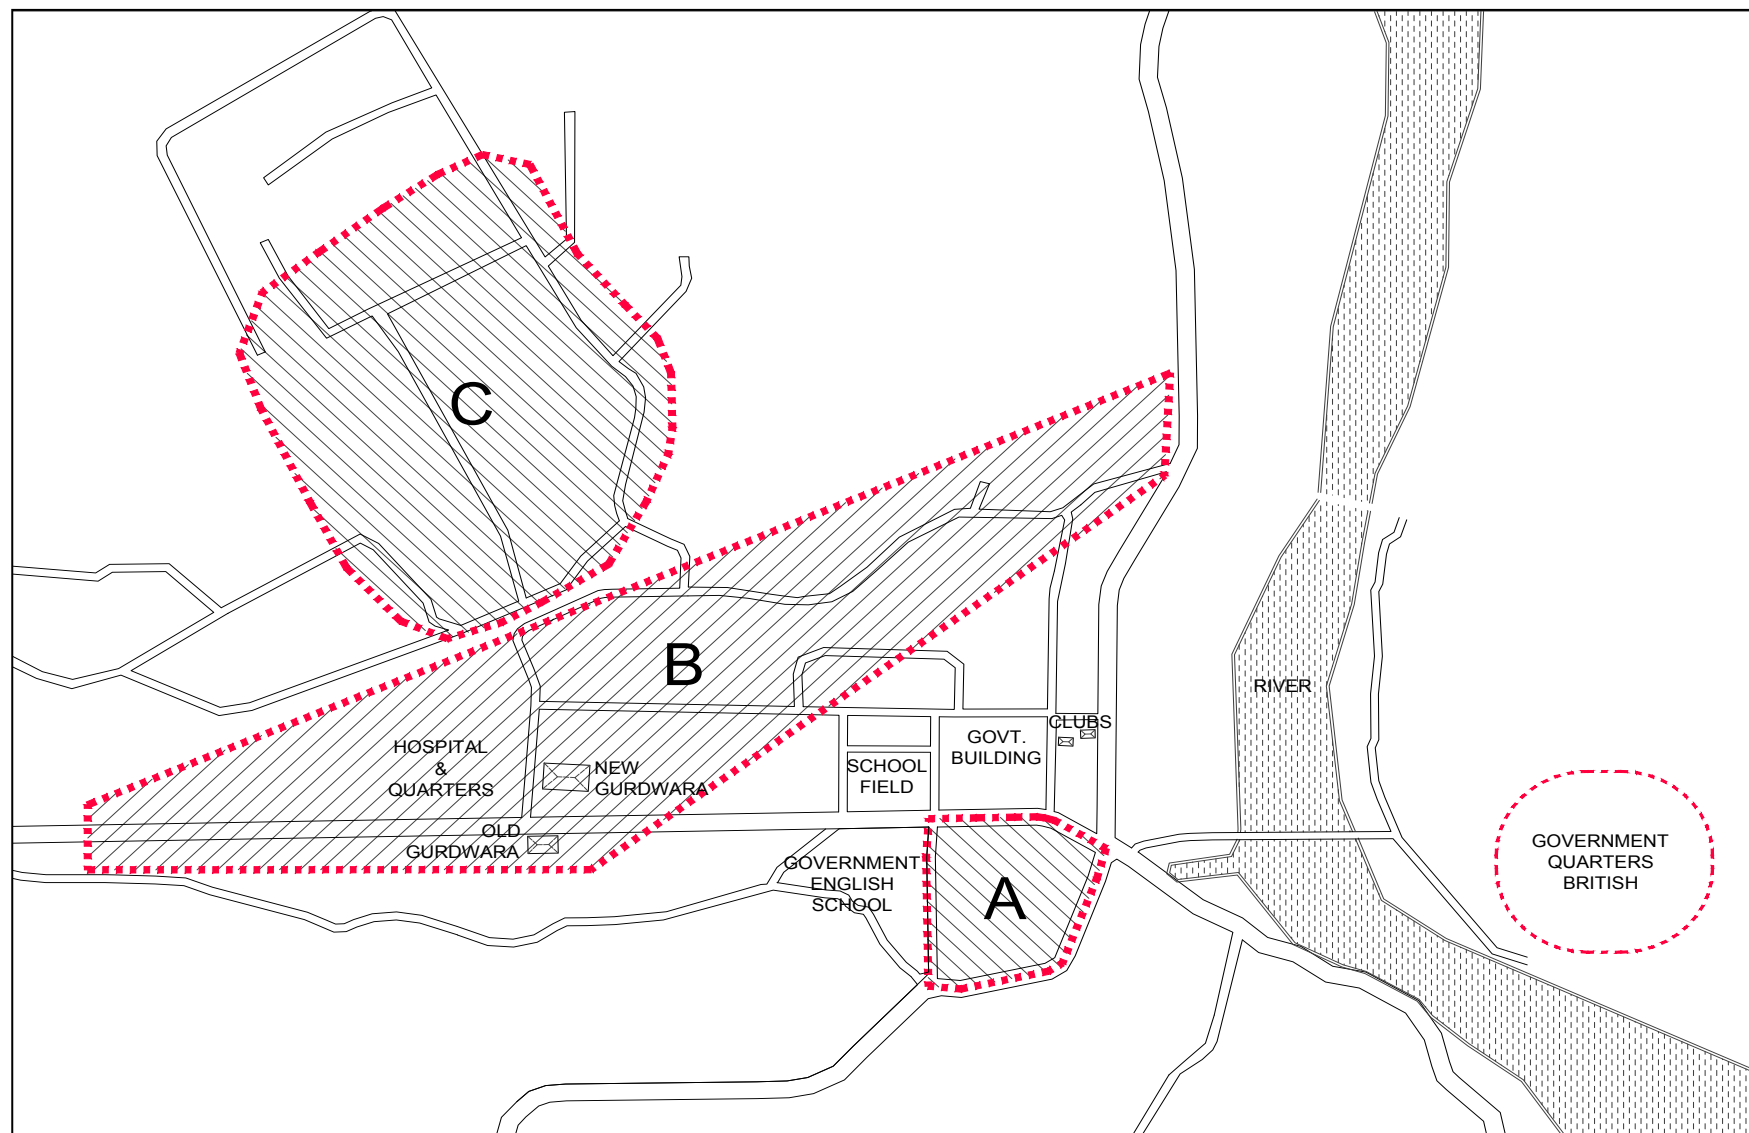 C
B
RIVER
CLUBS
GOVT.
BUILDING
HOSPITAL
&
QUARTERS
NEW
GURDWARA
SCHOOL
FIELD
OLD
GURDWARA
GOVERNMENT
ENGLISH
SCHOOL
A
GOVERNMENT
QUARTERS
BRITISH